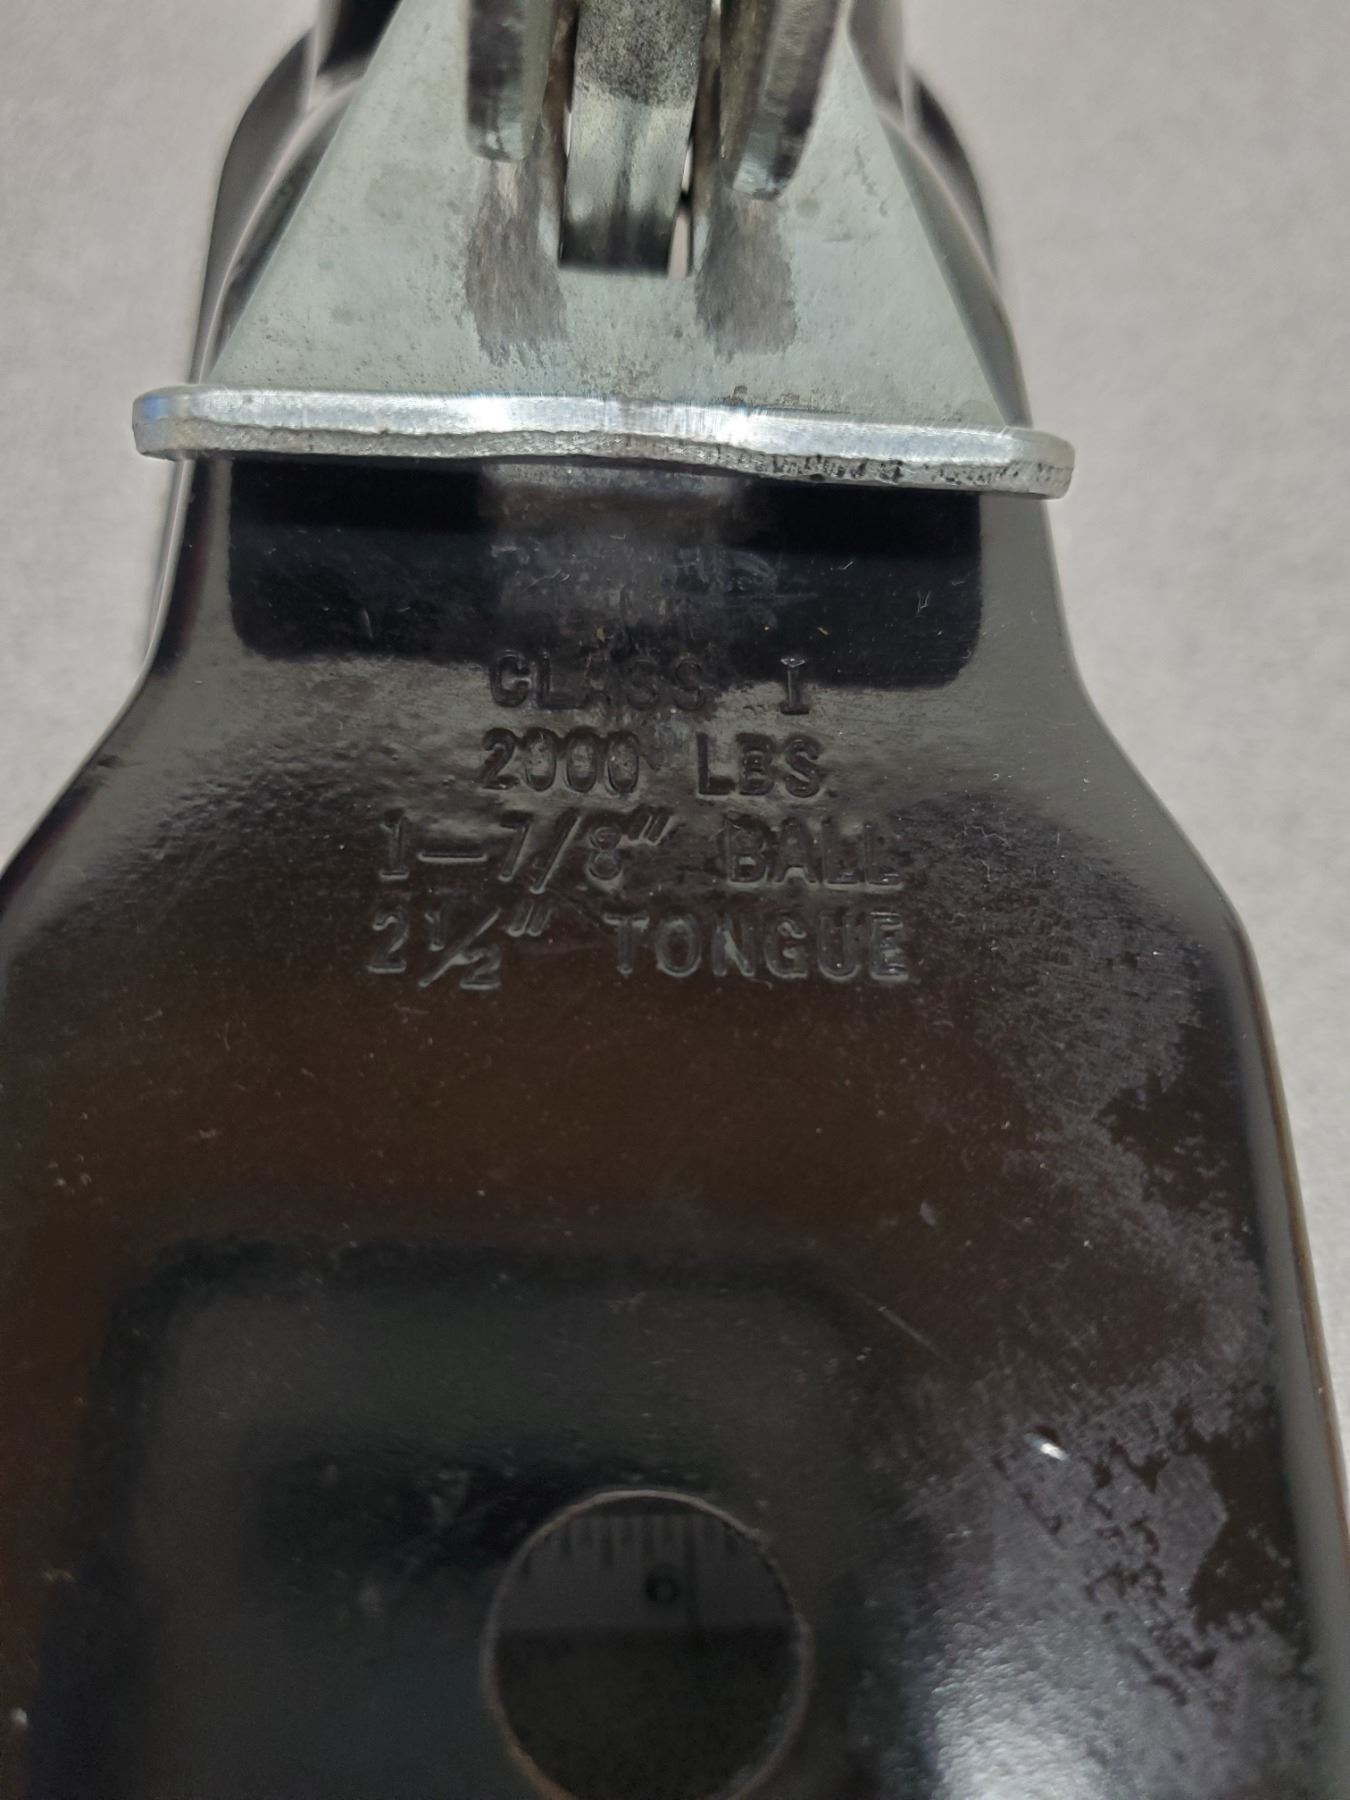 CLASS I
2000 LBS.
1-7/8" BALL
2½" TONGUE